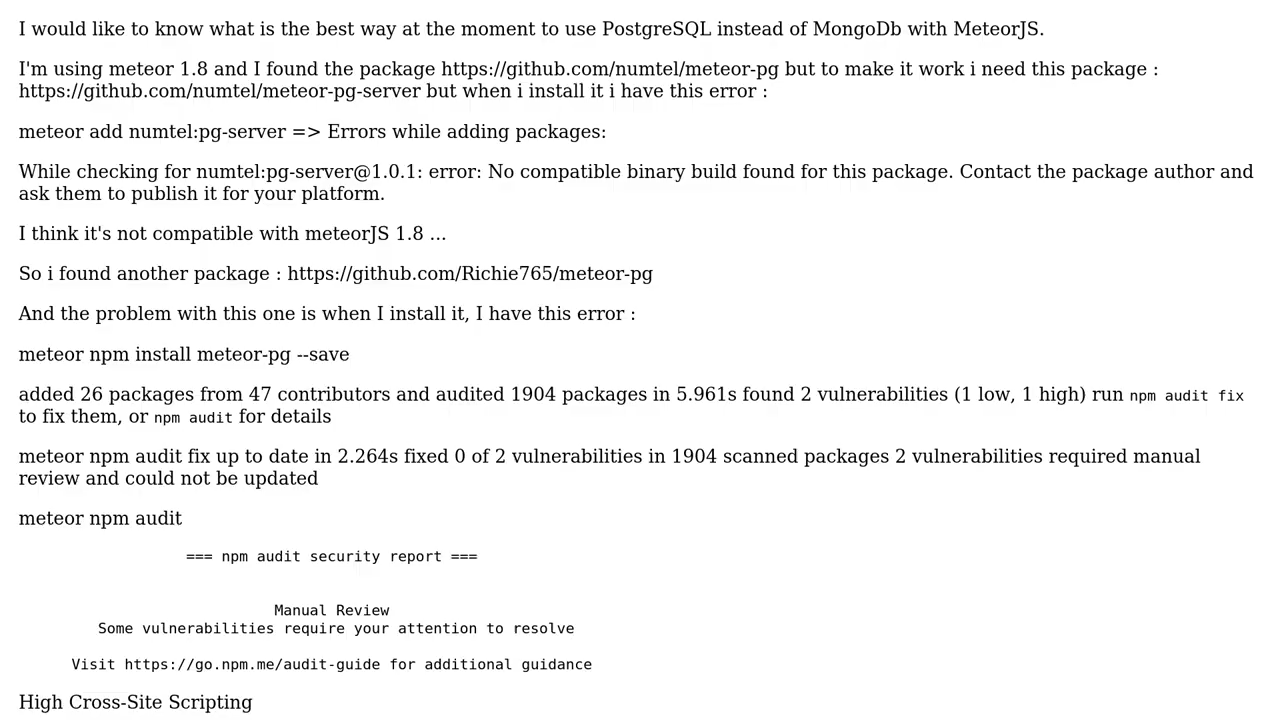 I would like to know what is the best way at the moment to use PostgreSQL instead of MongoDb with MeteorJS.
I'm using meteor 1.8 and I found the package https://github.com/numtel/meteor-pg but to make it work i need this package :
https://github.com/numtel/meteor-pg-server but when i install it i have this error :
meteor add numtel:pg-server => Errors while adding packages:
While checking for numtel:pg-server@1.0.1: error: No compatible binary build found for this package. Contact the package author and
ask them to publish it for your platform.
I think it's not compatible with meteorJS 1.8 ...
So i found another package : https://github.com/Richie765/meteor-pg
And the problem with this one is when I install it, I have this error :
meteor npm install meteor-pg --save
added 26 packages from 47 contributors and audited 1904 packages in 5.961s found 2 vulnerabilities (1 low, 1 high) run npm audit fix
to fix them, or npm audit for details
meteor npm audit fix up to date in 2.264s fixed 0 of 2 vulnerabilities in 1904 scanned packages 2 vulnerabilities required manual
review and could not be updated
meteor npm audit
=== npm audit security report ===
Manual Review
Some vulnerabilities require your attention to resolve
Visit https://go.npm.me/audit-guide for additional guidance
High Cross-Site Scripting